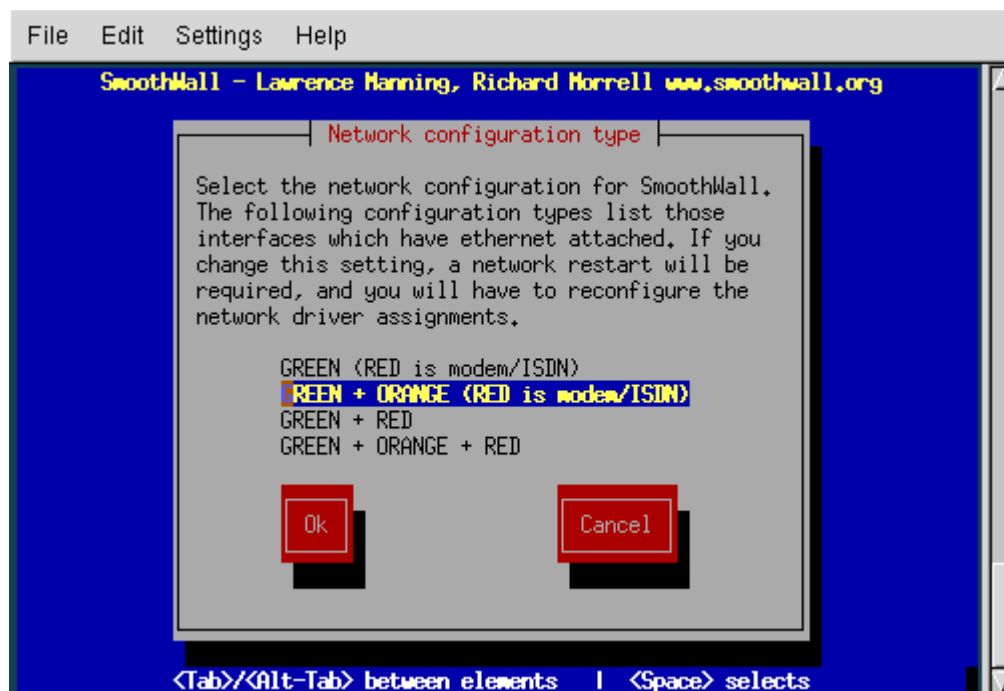 File Edit Settings Help
SmoothWall - Lawrence Manning, Richard Morrell www.smoothwall.org
Network configuration type
Select the network configuration for SmoothWall.
The following configuration types list those
interfaces which have ethernet attached. If you
change this setting, a network restart will be
required, and you will have to reconfigure the
network driver assignments.
GREEN (RED is modem/ISDN)
GREEN + ORANGE (RED is modem/ISDN)
GREEN + RED
GREEN + ORANGE + RED
Ok Cancel
<Tab>/<Alt-Tab> between elements | <Space> selects